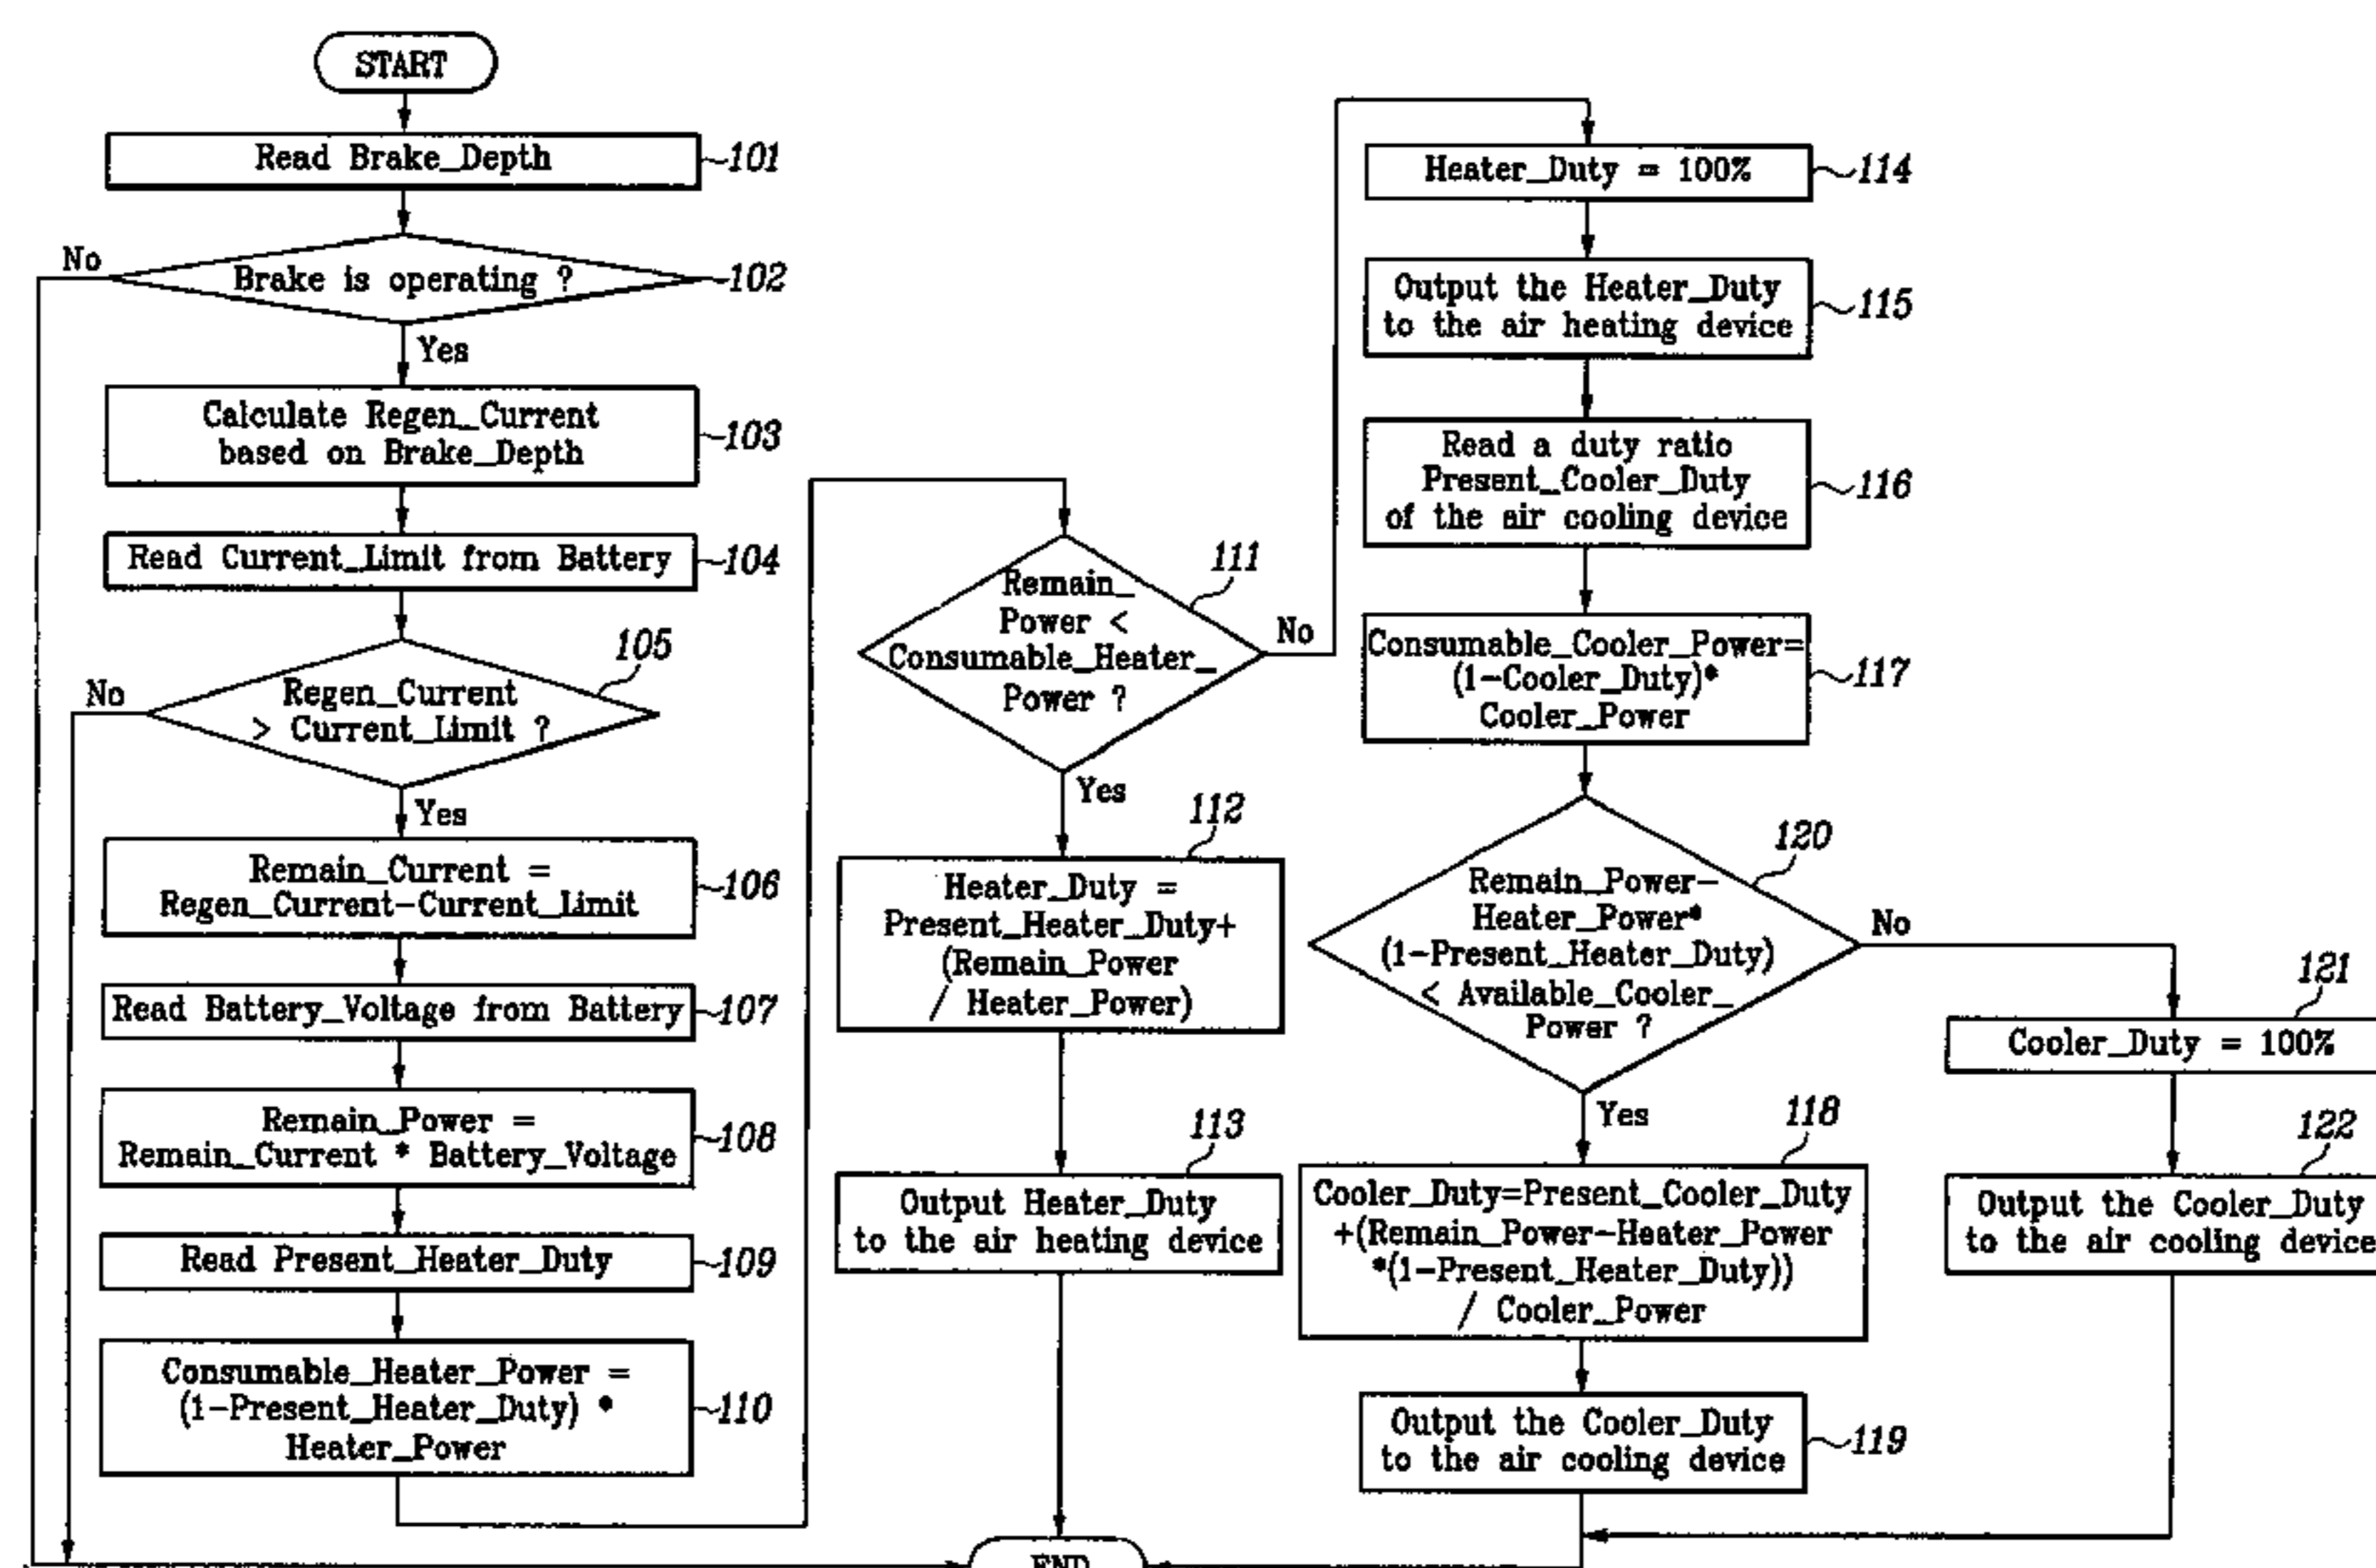 START
Read Brake_Depth
101
Brake is operating ?
102
No
Yes
Calculate Regen_Current
based on Brake_Depth
103
Read Current_Limit from Battery
104
Regen_Current
> Current_Limit ?
105
No
Yes
Remain_Current =
Regen_Current-Current_Limit
106
Read Battery_Voltage from Battery
107
Remain_Power =
Remain_Current * Battery_Voltage
108
Read Present_Heater_Duty
109
Consumable_Heater_Power =
(1-Present_Heater_Duty) *
Heater_Power
110
Remain_
Power <
Consumable_Heater_
Power ?
111
No
Yes
Heater_Duty =
Present_Heater_Duty+
(Remain_Power
/ Heater_Power)
112
Output Heater_Duty
to the air heating device
113
Heater_Duty = 100%
114
Output the Heater_Duty
to the air heating device
115
Read a duty ratio
Present_Cooler_Duty
of the air cooling device
116
Consumable_Cooler_Power=
(1-Cooler_Duty)*
Cooler_Power
117
Remain_Power-
Heater_Power*
(1-Present_Heater_Duty)
< Available_Cooler_
Power ?
120
No
Yes
Cooler_Duty=Present_Cooler_Duty
+(Remain_Power-Heater_Power
*(1-Present_Heater_Duty))
/ Cooler_Power
118
Output the Cooler_Duty
to the air cooling device
119
Cooler_Duty = 100%
121
Output the Cooler_Duty
to the air cooling device
122
END